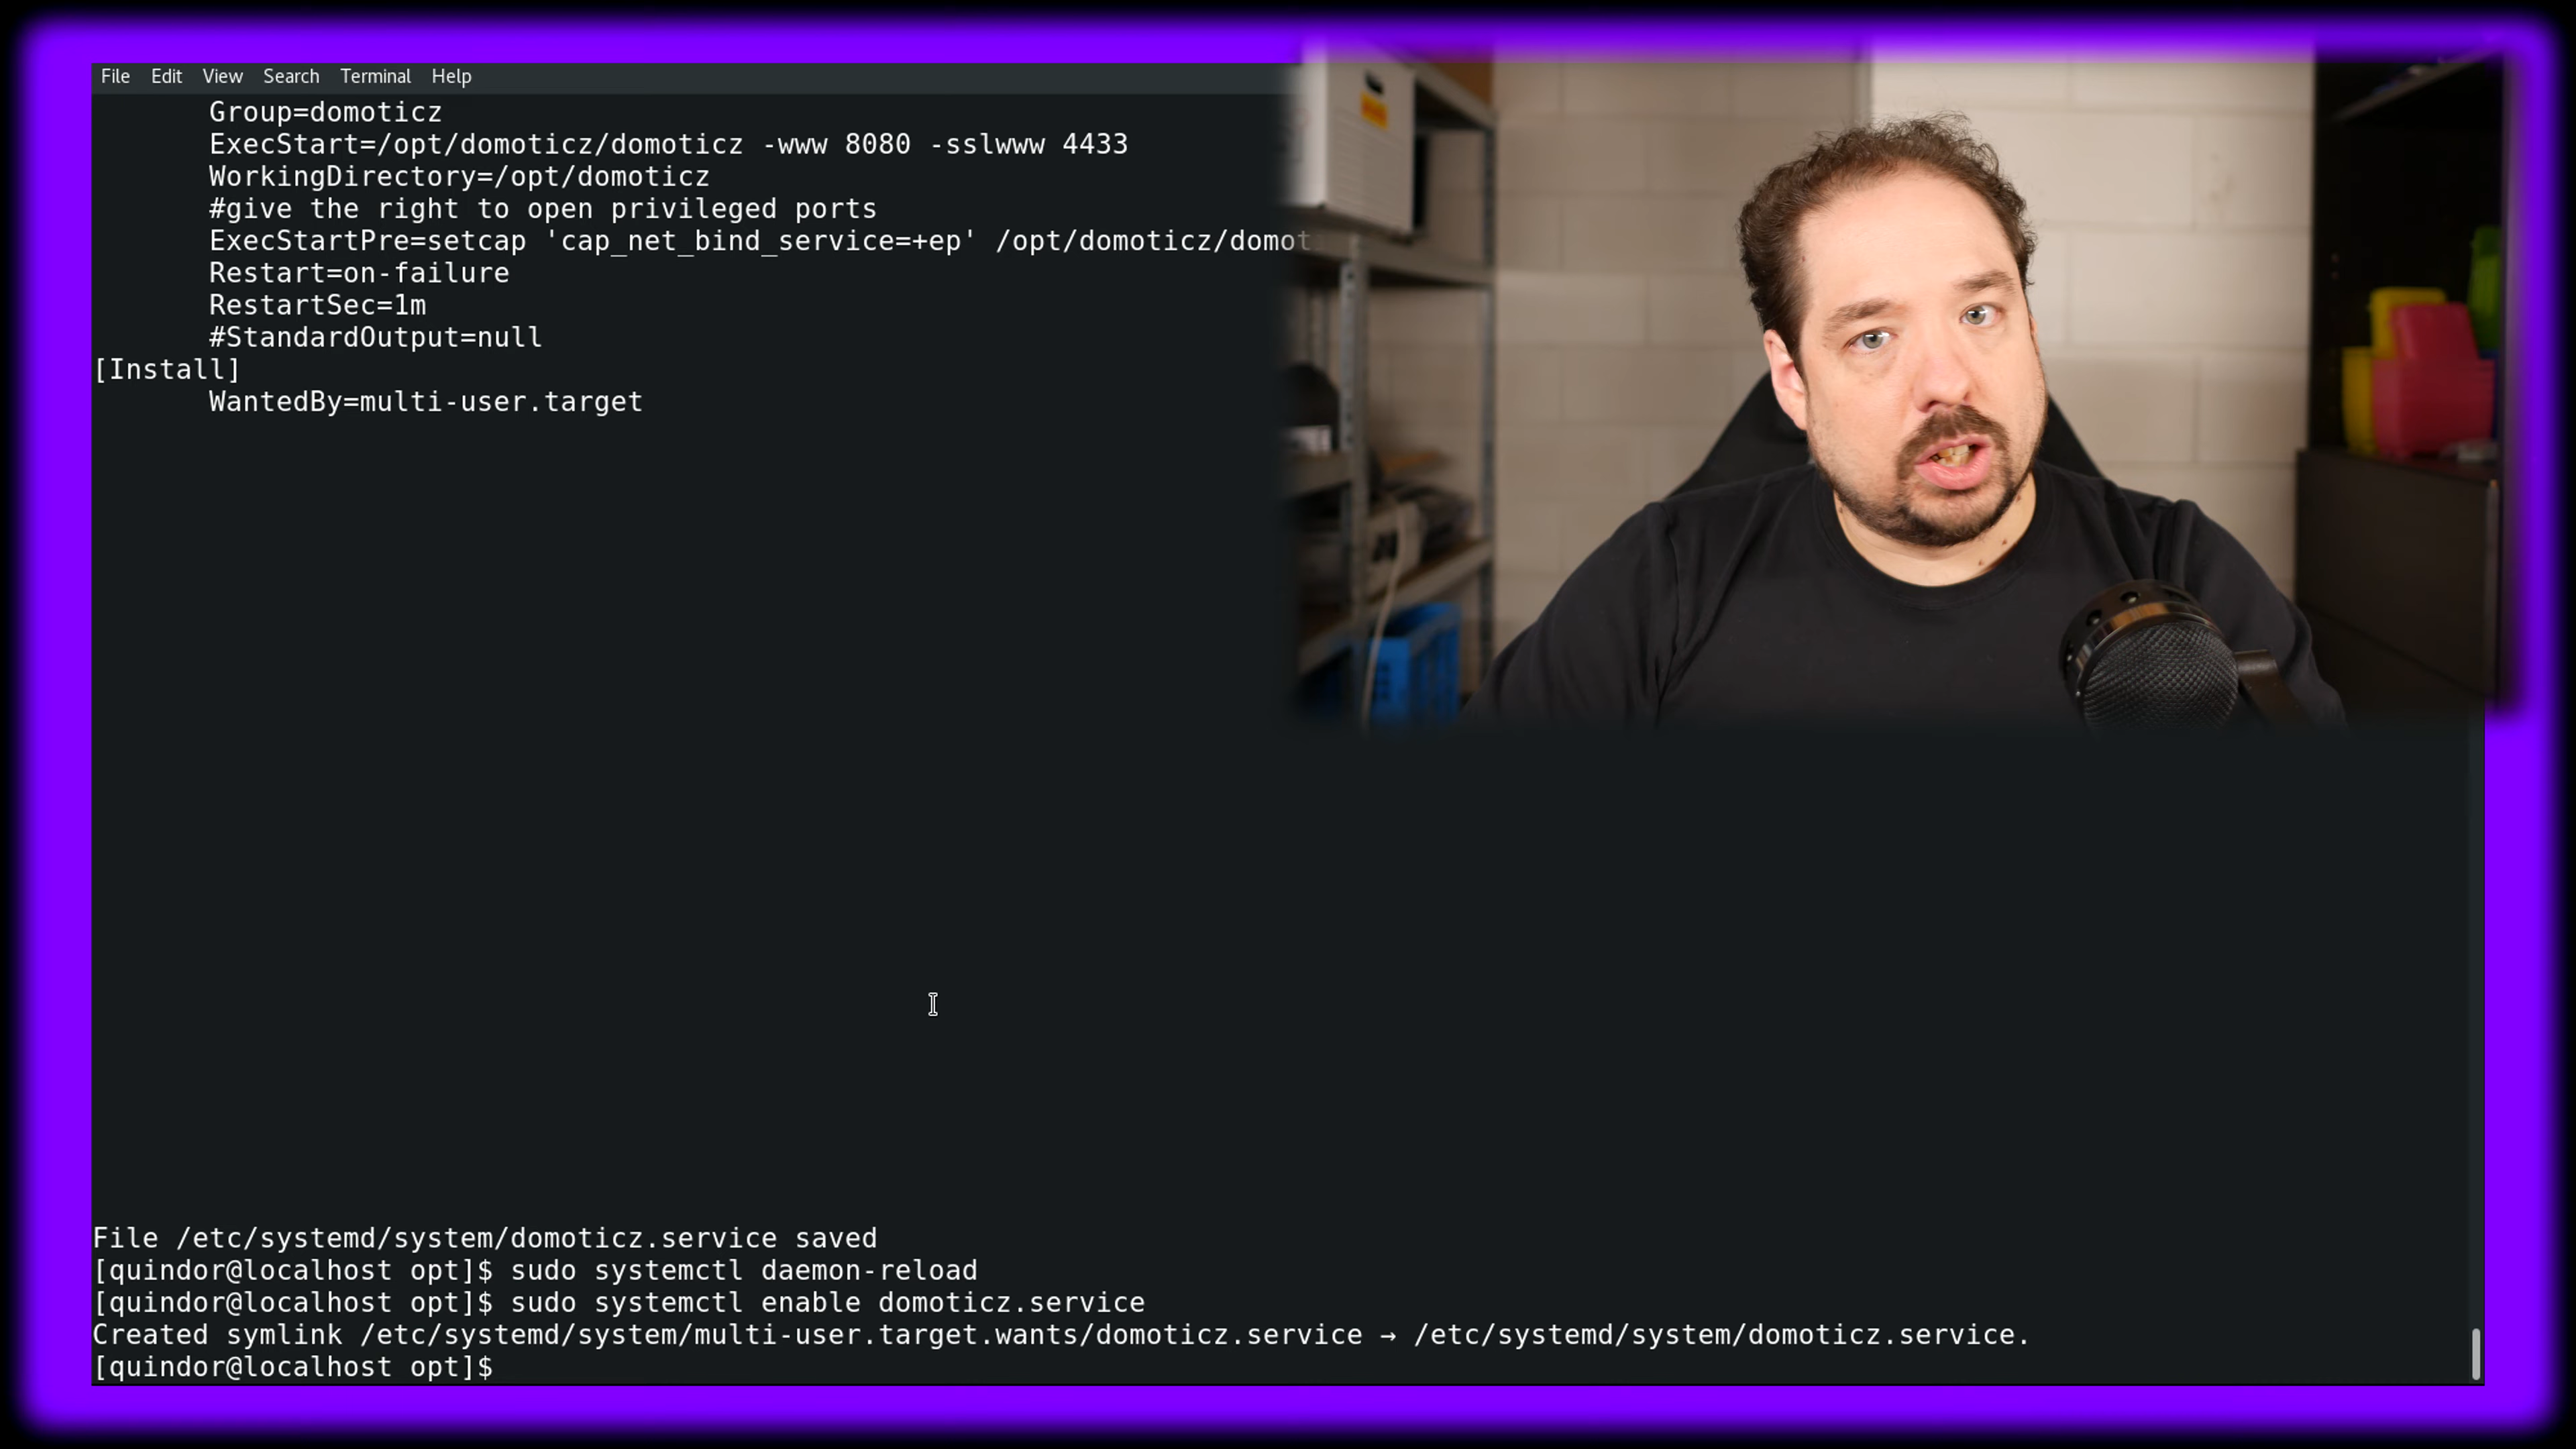 File Edit View Search Terminal Help
Group=domoticz
ExecStart=/opt/domoticz/domoticz -www 8080 -sslwww 4433
WorkingDirectory=/opt/domoticz
#give the right to open privileged ports
ExecStartPre=setcap 'cap_net_bind_service=+ep' /opt/domoticz/domot
Restart=on-failure
RestartSec=1m
#StandardOutput=null
[Install]
WantedBy=multi-user.target
File /etc/systemd/system/domoticz.service saved
[quindor@localhost opt]$ sudo systemctl daemon-reload
[quindor@localhost opt]$ sudo systemctl enable domoticz.service
Created symlink /etc/systemd/system/multi-user.target.wants/domoticz.service → /etc/systemd/system/domoticz.service.
[quindor@localhost opt]$